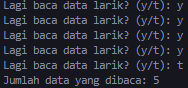 Lagi baca data larik? (y/t): y
Lagi baca data larik? (y/t): y
Lagi baca data larik? (y/t): y
Lagi baca data larik? (y/t): y
Lagi baca data larik? (y/t): t
Jumlah data yang dibaca: 5